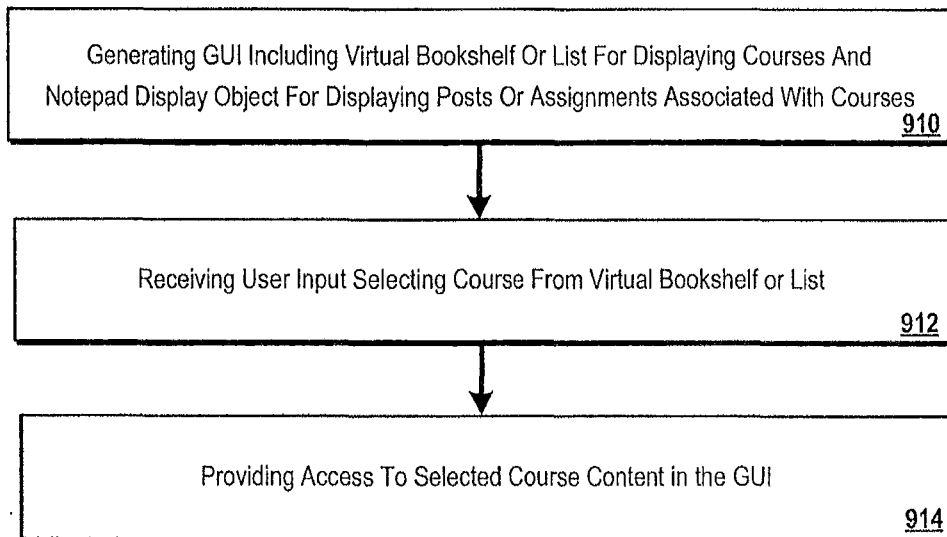 Generating GUI Including Virtual Bookshelf Or List For Displaying Courses And
Notepad Display Object For Displaying Posts Or Assignments Associated With Courses
910
Receiving User Input Selecting Course From Virtual Bookshelf or List
912
Providing Access To Selected Course Content in the GUI
914